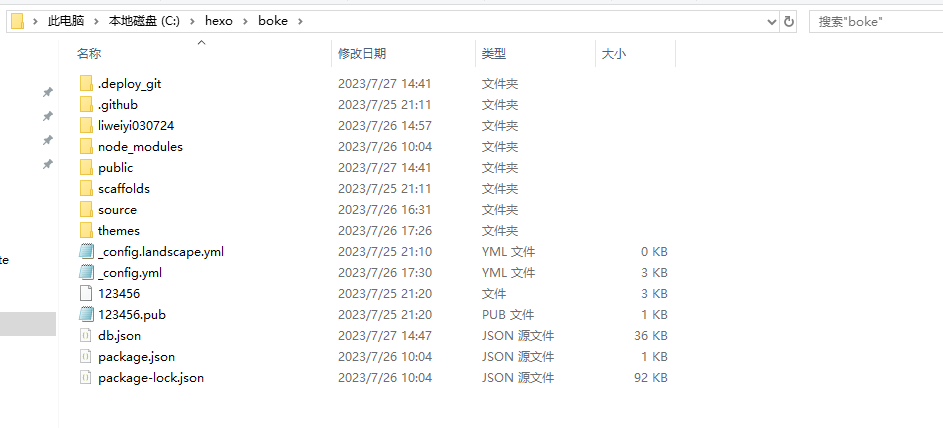 此电脑 > 本地磁盘 (C:) > hexo > boke > 搜索"boke"
名称 修改日期 类型 大小
.deploy_git 2023/7/27 14:41 文件夹
.github 2023/7/25 21:11 文件夹
liweiyi030724 2023/7/26 14:57 文件夹
node_modules 2023/7/26 10:04 文件夹
public 2023/7/27 14:41 文件夹
scaffolds 2023/7/25 21:11 文件夹
source 2023/7/26 16:31 文件夹
themes 2023/7/26 17:26 文件夹
_config.landscape.yml 2023/7/25 21:10 YML 文件 0 KB
te
_config.yml 2023/7/26 17:30 YML 文件 3 KB
123456 2023/7/25 21:20 文件 3 KB
123456.pub 2023/7/25 21:20 PUB 文件 1 KB
db.json 2023/7/27 14:47 JSON 源文件 36 KB
package.json 2023/7/26 10:04 JSON 源文件 1 KB
package-lock.json 2023/7/26 10:04 JSON 源文件 92 KB